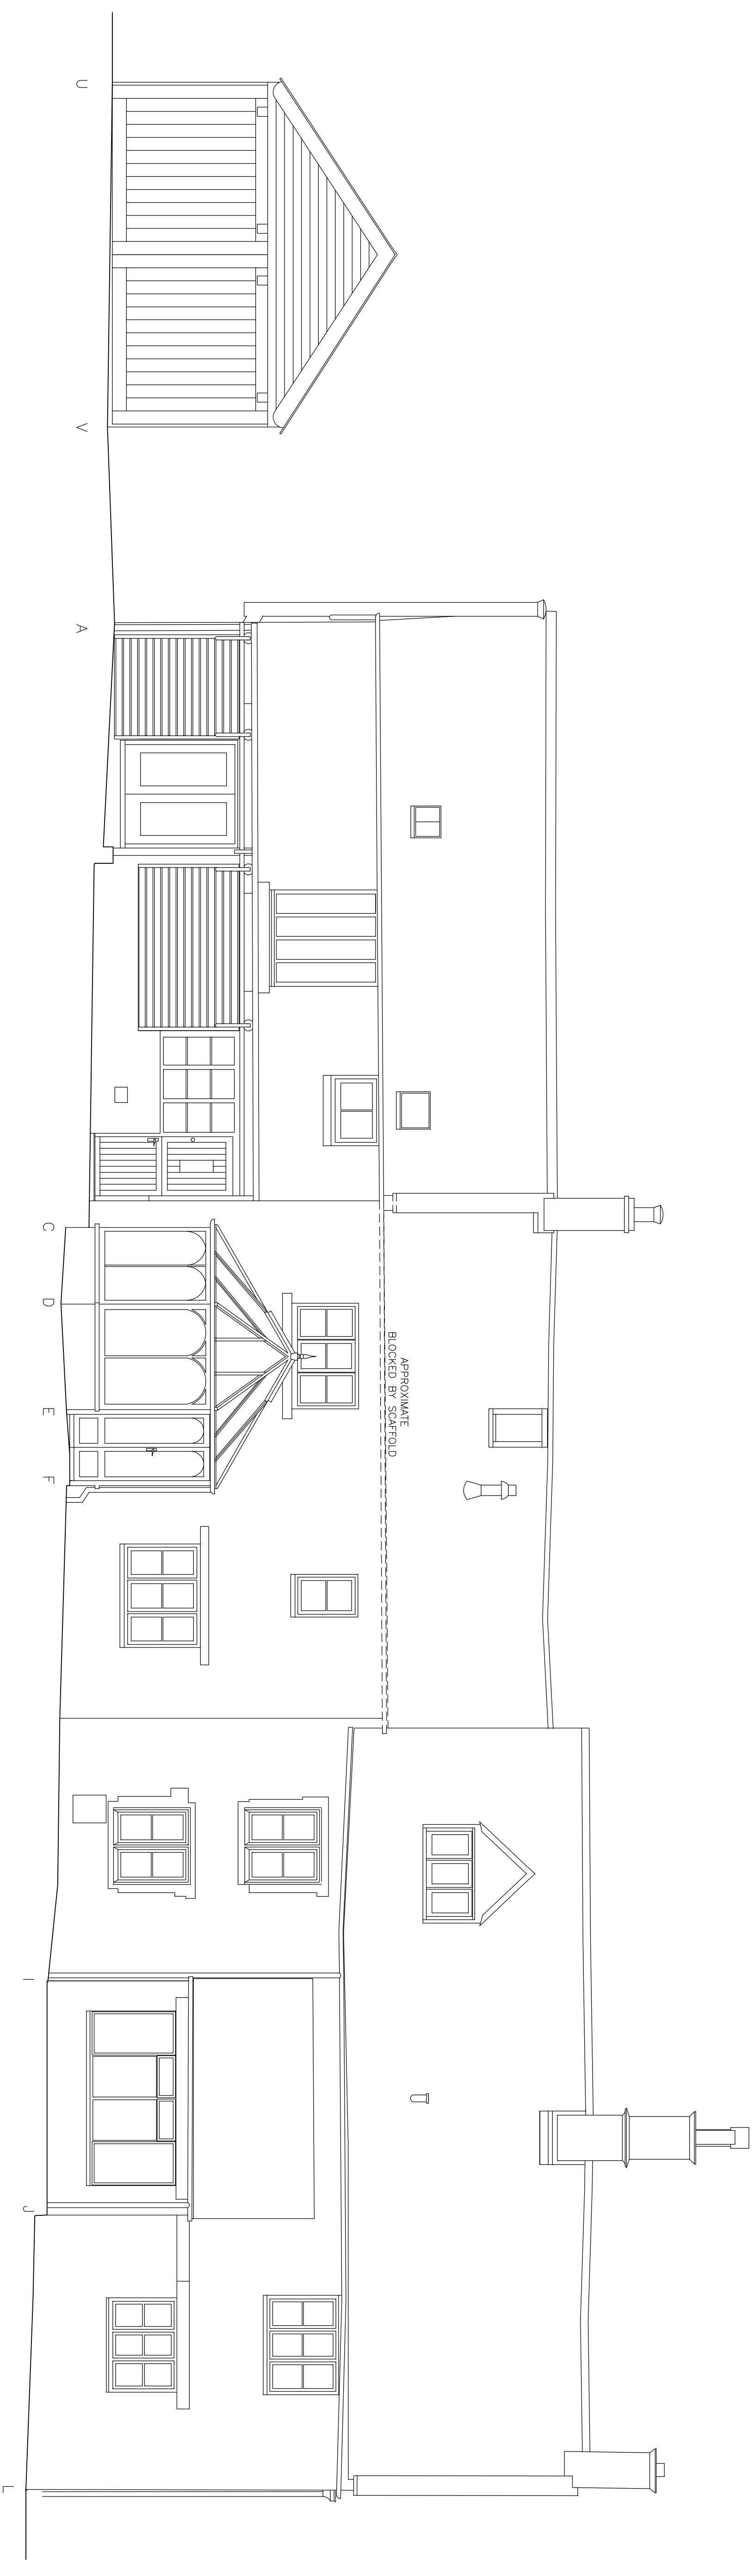 U
V
A
C
D
E
F
I
J
L
APPROXIMATE
BLOCKED BY SCAFFOLD